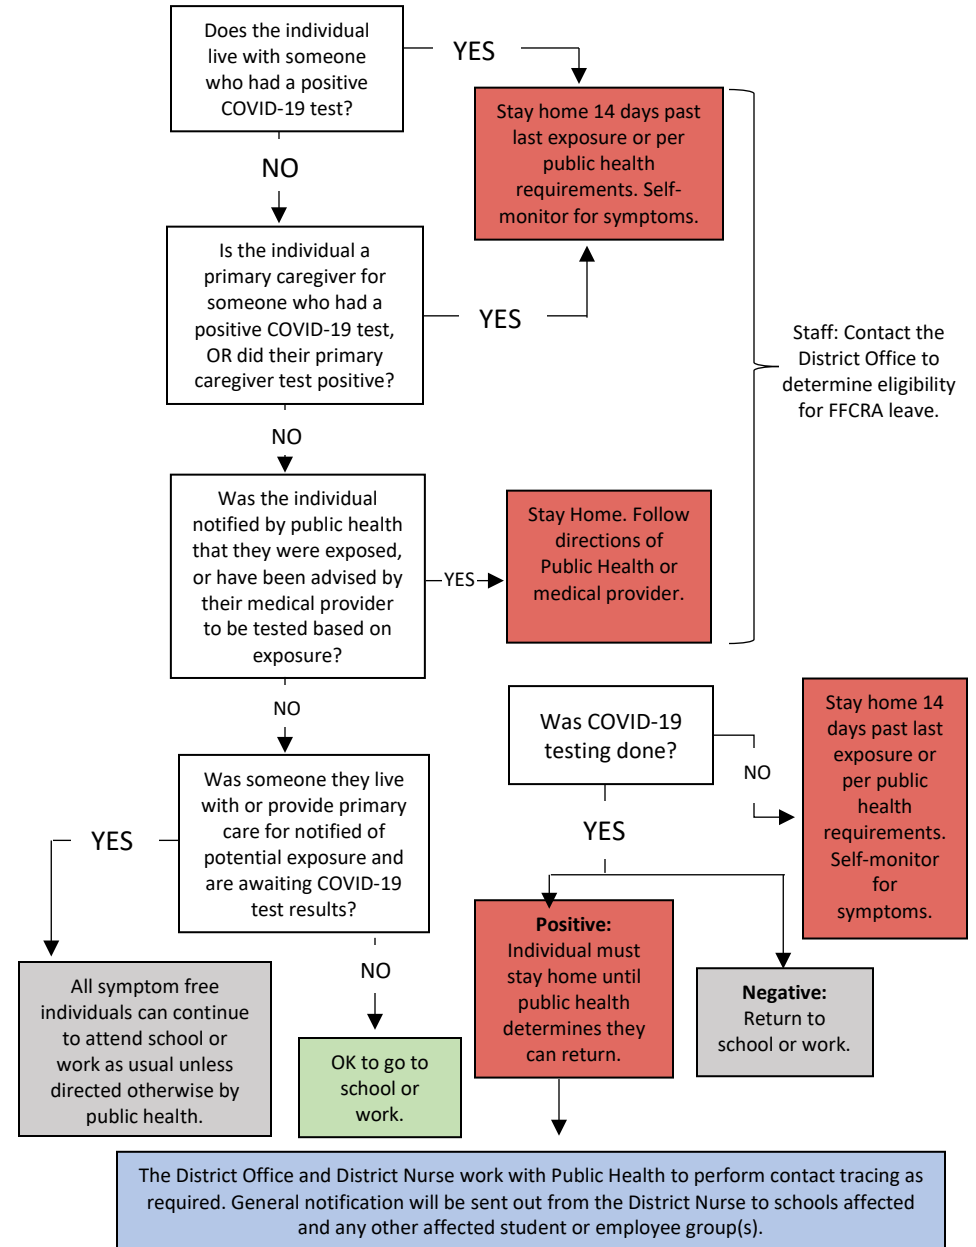 Does the individual
live with someone
who had a positive
COVID-19 test?
YES
Stay home 14 days past
last exposure or per
public health
requirements. Self-
monitor for symptoms.
NO
Is the individual a
primary caregiver for
someone who had a
positive COVID-19 test,
OR did their primary
caregiver test positive?
YES
Staff: Contact the
District Office to
determine eligibility
for FFCRA leave.
NO
Was the individual
notified by public health
that they were exposed,
or have been advised by
their medical provider
to be tested based on
exposure?
YES
Stay Home. Follow
directions of
Public Health or
medical provider.
NO
Was COVID-19
testing done?
NO
Stay home 14
days past last
exposure or
per public
health
requirements.
Self-monitor
for
symptoms.
Was someone they live
with or provide primary
care for notified of
potential exposure and
are awaiting COVID-19
test results?
YES
YES
Positive:
Individual must
stay home until
public health
determines they
can return.
Negative:
Return to
school or work.
NO
All symptom free
individuals can continue
to attend school or
work as usual unless
directed otherwise by
public health.
OK to go to
school or
work.
The District Office and District Nurse work with Public Health to perform contact tracing as
required. General notification will be sent out from the District Nurse to schools affected
and any other affected student or employee group(s).